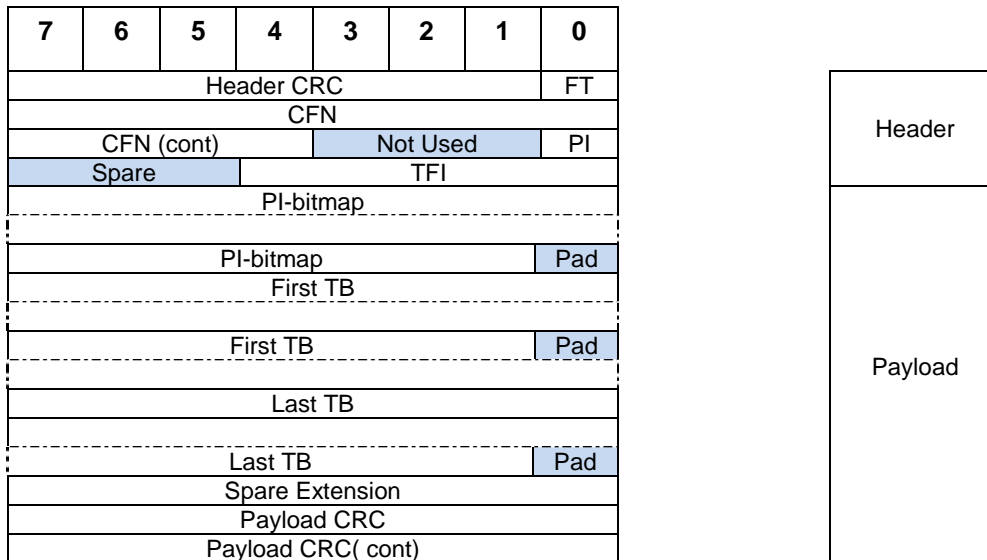 7 6 5 4 3 2 1 0
Header CRC FT
CFN
Header
CFN (cont) Not Used PI
Spare TFI
PI-bitmap
PI-bitmap Pad
First TB
First TB Pad
Payload
Last TB
Last TB Pad
Spare Extension
Payload CRC
Payload CRC( cont)